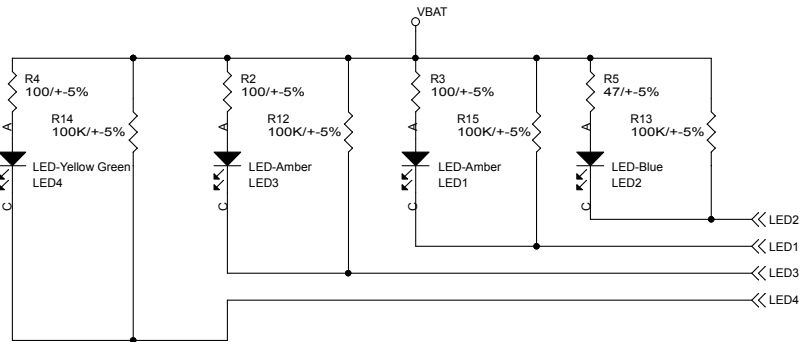 VBAT
R4
100/+-5%
R14
100K/+-5%
A
LED-Yellow Green
LED4
C
R2
100/+-5%
R12
100K/+-5%
A
LED-Amber
LED3
C
R3
100/+-5%
R15
100K/+-5%
A
LED-Amber
LED1
C
R5
47/+-5%
R13
100K/+-5%
A
LED-Blue
LED2
C
LED2
LED1
LED3
LED4